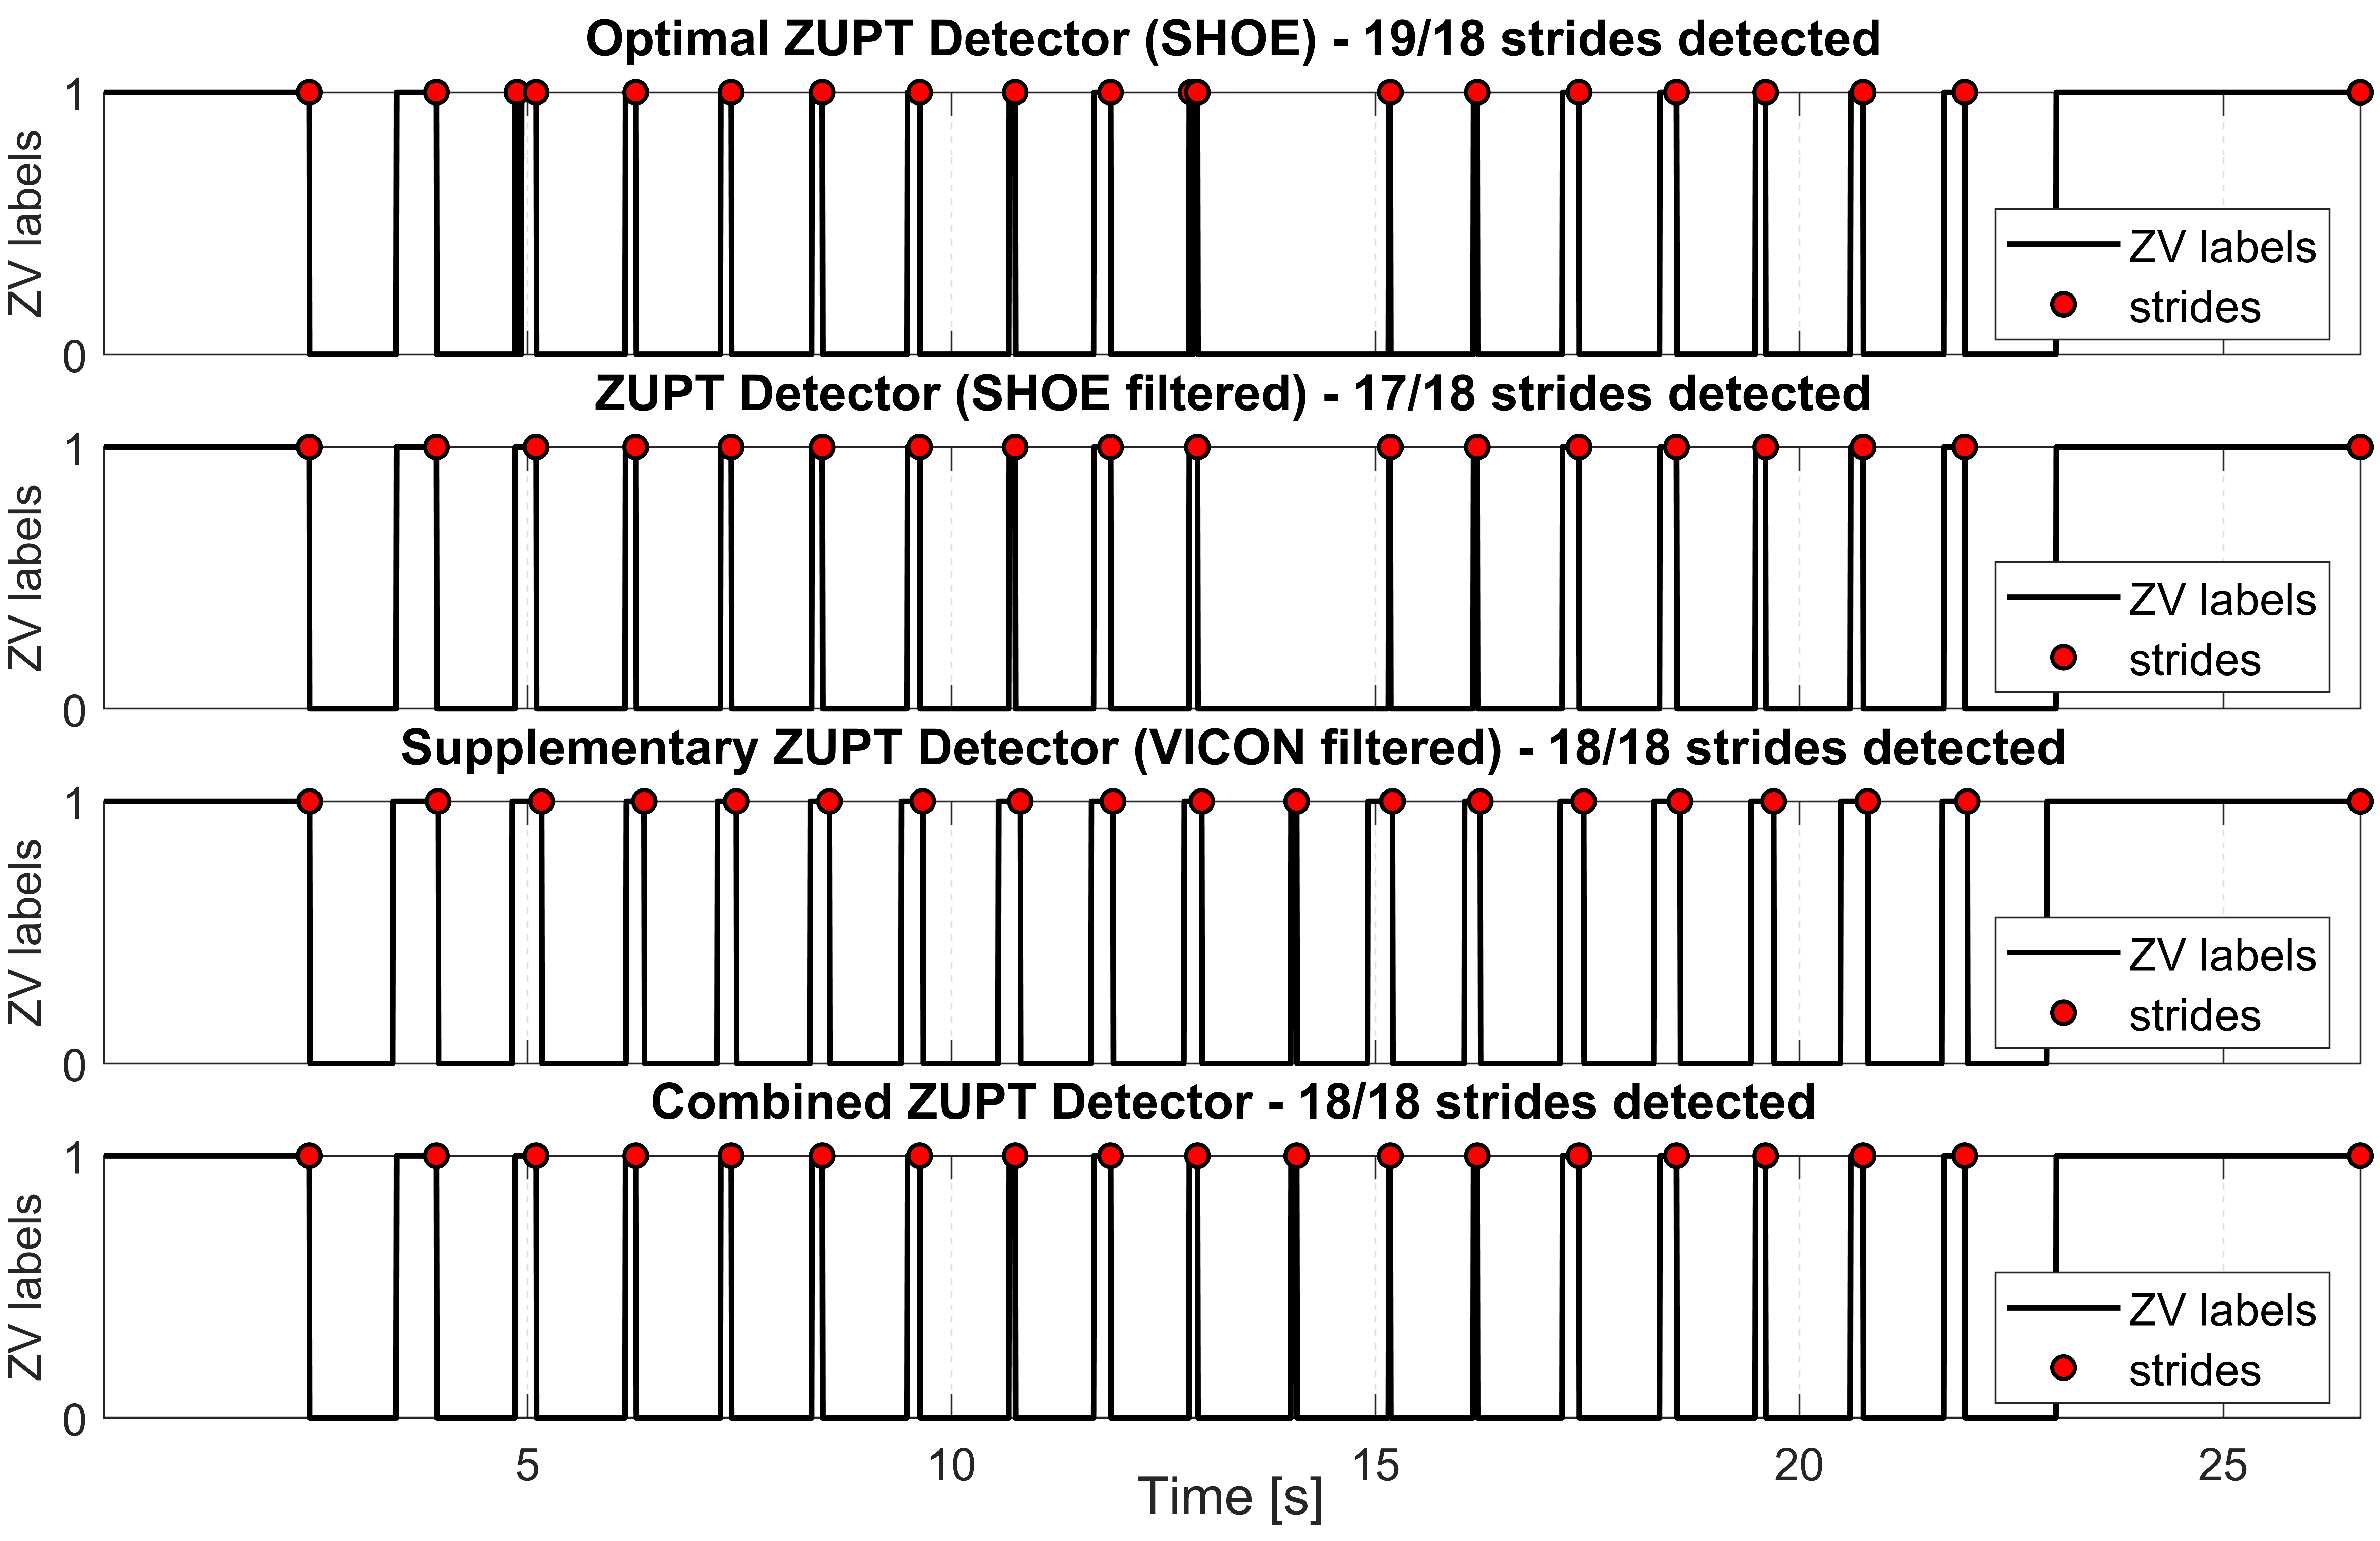 Optimal ZUPT Detector (SHOE) - 19/18 strides detected
1
ZV labels
0
ZV labels
strides
ZUPT Detector (SHOE filtered) - 17/18 strides detected
1
ZV labels
0
ZV labels
strides
Supplementary ZUPT Detector (VICON filtered) - 18/18 strides detected
1
ZV labels
0
ZV labels
strides
Combined ZUPT Detector - 18/18 strides detected
1
ZV labels
0
ZV labels
strides
5 10 15 20 25
Time [s]